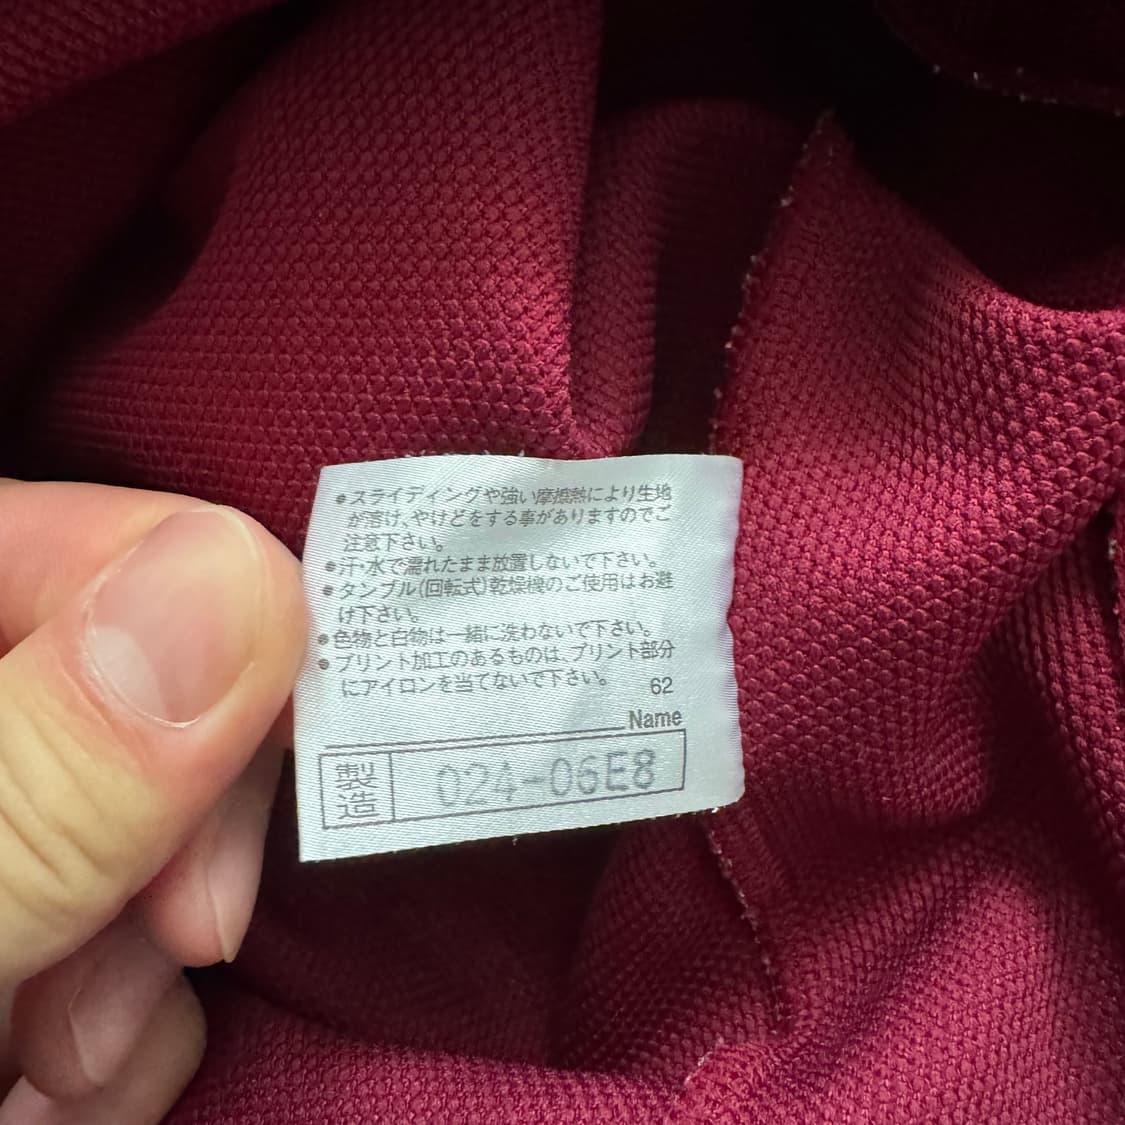 ●スライディングや強い摩擦熱により生地
が溶け、やけどをする事がありますのでご
注意下さい。
●汗・水で濡れたまま放置しないで下さい。
●タンブル(回転式)乾燥機のご使用はお避
け下さい。
●色物と白物は一緒に洗わないで下さい。
●プリント加工のあるものは、プリント部分
にアイロンを当てないで下さい。
62
Name
製造 024-06E8